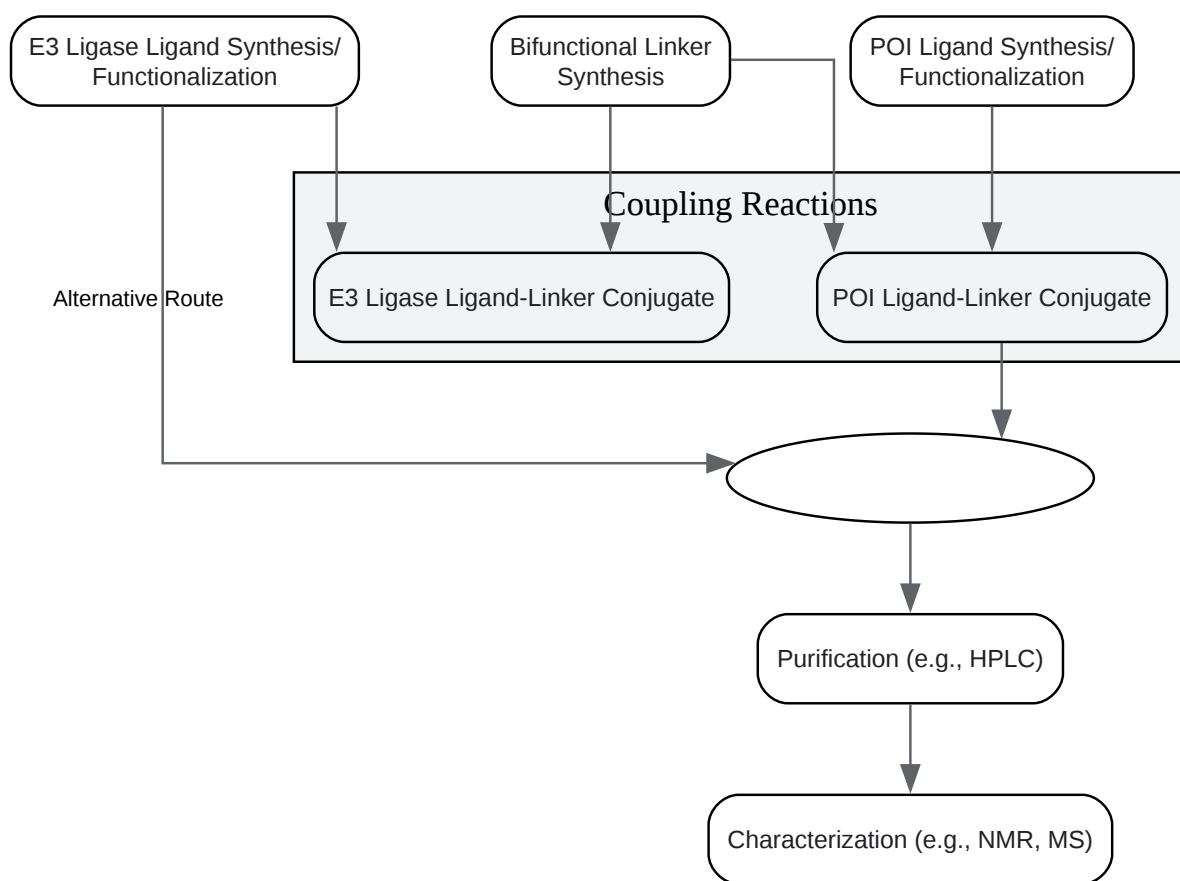 E3 Ligase Ligand Synthesis/
Functionalization
Bifunctional Linker
Synthesis
POI Ligand Synthesis/
Functionalization
Coupling Reactions
Alternative Route
E3 Ligase Ligand-Linker Conjugate
POI Ligand-Linker Conjugate
Purification (e.g., HPLC)
Characterization (e.g., NMR, MS)